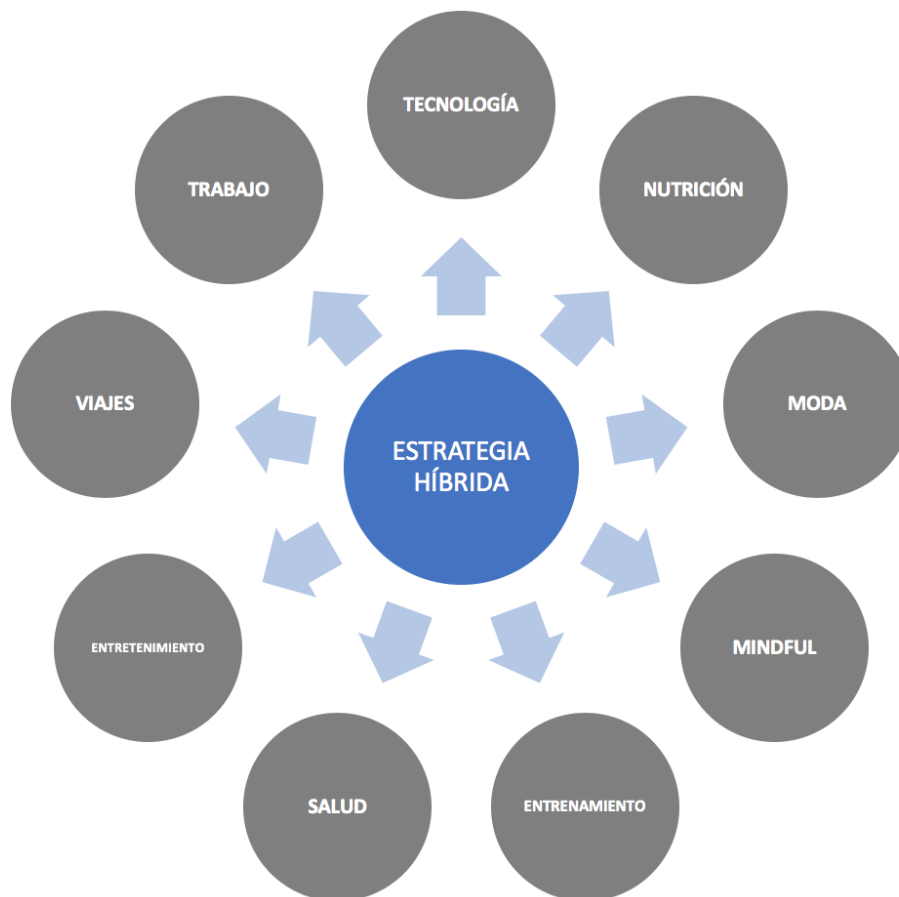 TECNOLOGÍA
TRABAJO
NUTRICIÓN
VIAJES
MODA
ESTRATEGIA
HÍBRIDA
ENTRETENIMIENTO
MINDFUL
SALUD
ENTRENAMIENTO